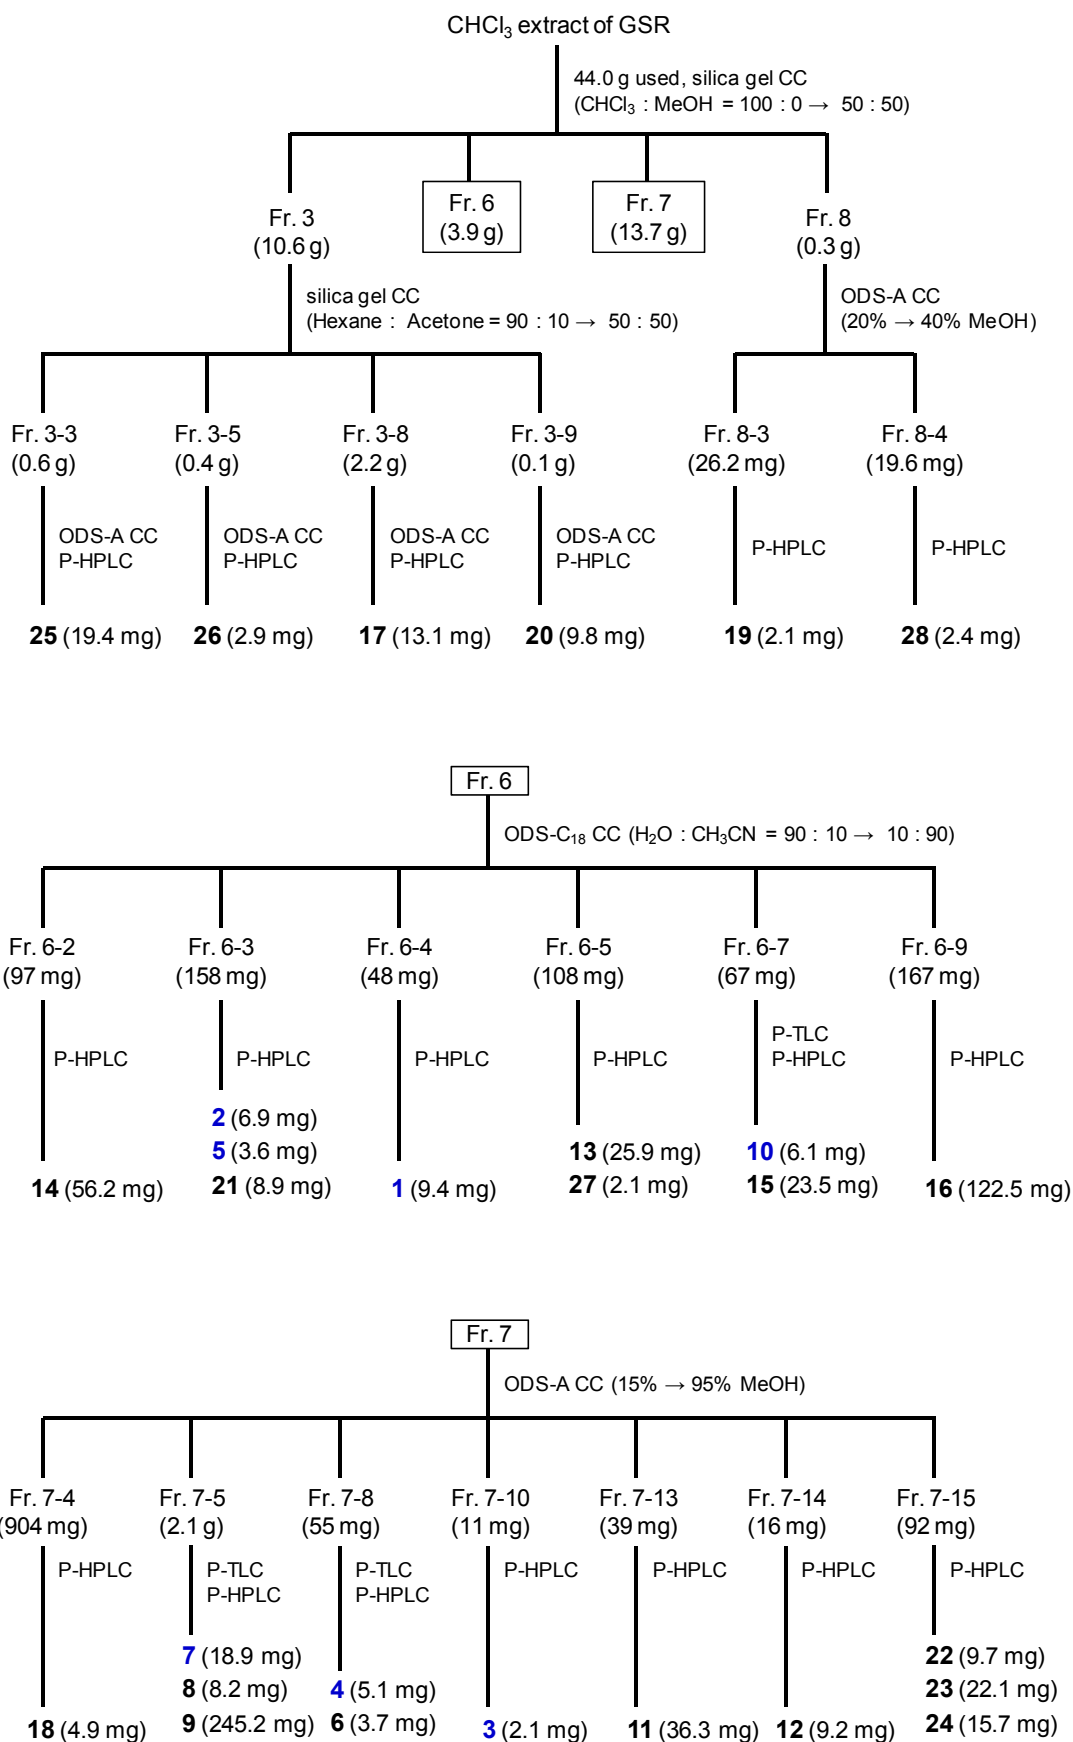 CHCl₃ extract of GSR
44.0 g used, silica gel CC
(CHCl₃ : MeOH = 100 : 0 → 50 : 50)
Fr. 3
(10.6 g)
Fr. 6
(3.9 g)
Fr. 7
(13.7 g)
Fr. 8
(0.3 g)
silica gel CC
(Hexane : Acetone = 90 : 10 → 50 : 50)
ODS-A CC
(20% → 40% MeOH)
Fr. 3-3
(0.6 g)
Fr. 3-5
(0.4 g)
Fr. 3-8
(2.2 g)
Fr. 3-9
(0.1 g)
Fr. 8-3
(26.2 mg)
Fr. 8-4
(19.6 mg)
ODS-A CC
P-HPLC
ODS-A CC
P-HPLC
ODS-A CC
P-HPLC
ODS-A CC
P-HPLC
P-HPLC
P-HPLC
25 (19.4 mg)
26 (2.9 mg)
17 (13.1 mg)
20 (9.8 mg)
19 (2.1 mg)
28 (2.4 mg)
Fr. 6
ODS-C₁₈ CC (H₂O : CH₃CN = 90 : 10 → 10 : 90)
Fr. 6-2
(97 mg)
Fr. 6-3
(158 mg)
Fr. 6-4
(48 mg)
Fr. 6-5
(108 mg)
Fr. 6-7
(67 mg)
Fr. 6-9
(167 mg)
P-HPLC
P-HPLC
P-HPLC
P-HPLC
P-TLC
P-HPLC
P-HPLC
14 (56.2 mg)
2 (6.9 mg)
5 (3.6 mg)
21 (8.9 mg)
1 (9.4 mg)
13 (25.9 mg)
27 (2.1 mg)
10 (6.1 mg)
15 (23.5 mg)
16 (122.5 mg)
Fr. 7
ODS-A CC (15% → 95% MeOH)
Fr. 7-4
(904 mg)
Fr. 7-5
(2.1 g)
Fr. 7-8
(55 mg)
Fr. 7-10
(11 mg)
Fr. 7-13
(39 mg)
Fr. 7-14
(16 mg)
Fr. 7-15
(92 mg)
P-HPLC
P-TLC
P-HPLC
P-TLC
P-HPLC
P-HPLC
P-HPLC
P-HPLC
P-HPLC
18 (4.9 mg)
7 (18.9 mg)
8 (8.2 mg)
9 (245.2 mg)
4 (5.1 mg)
6 (3.7 mg)
3 (2.1 mg)
11 (36.3 mg)
12 (9.2 mg)
22 (9.7 mg)
23 (22.1 mg)
24 (15.7 mg)